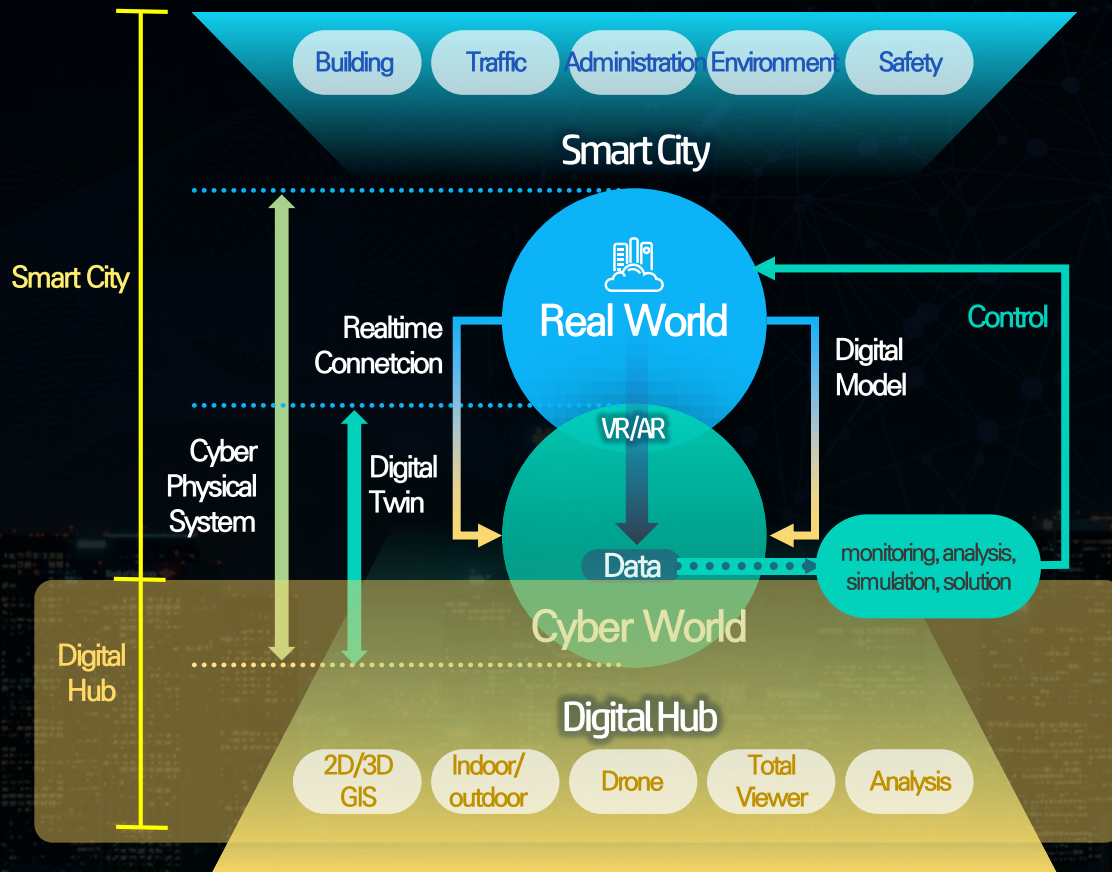 Building
Traffic
Administration
Environment
Safety
Smart City
Smart City
Real World
Control
Realtime
Connetcion
Digital
Model
VR/AR
Cyber
Physical
System
Digital
Twin
Data
monitoring, analysis,
simulation, solution
Cyber World
Digital
Hub
Digital Hub
2D/3D
GIS
Indoor/
outdoor
Drone
Total
Viewer
Analysis